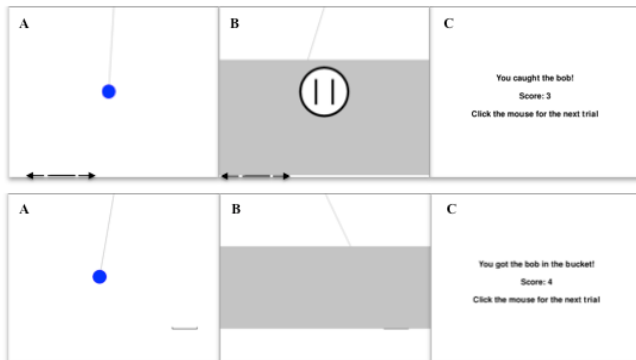 A
B
C
You caught the bob!
Score: 3
Click the mouse for the next trial
A
B
C
You got the bob in the bucket!
Score: 4
Click the mouse for the next trial